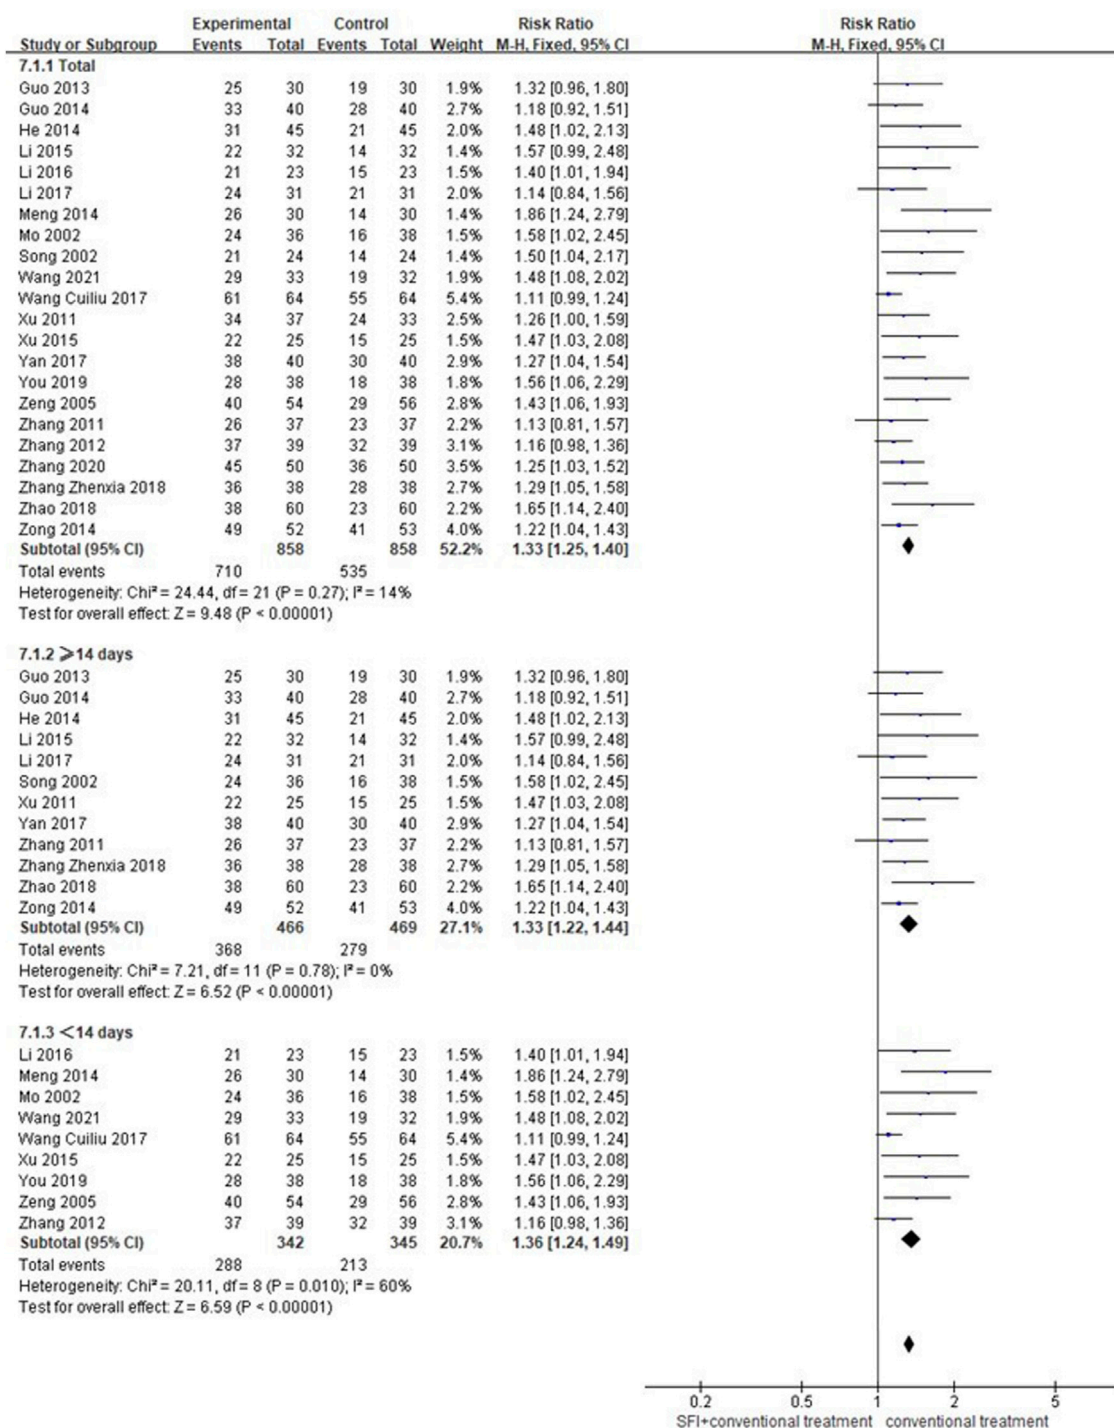 Experimental Control Risk Ratio Risk Ratio
Study or Subgroup Events Total Events Total Weight M-H, Fixed, 95% CI M-H, Fixed, 95% CI
7.1.1 Total
Guo 2013 25 30 19 30 1.9% 1.32 [0.96, 1.80]
Guo 2014 33 40 28 40 2.7% 1.18 [0.92, 1.51]
He 2014 31 45 21 45 2.0% 1.48 [1.02, 2.13]
Li 2015 22 32 14 32 1.4% 1.57 [0.99, 2.48]
Li 2016 21 23 15 23 1.5% 1.40 [1.01, 1.94]
Li 2017 24 31 21 31 2.1% 1.14 [0.84, 1.56]
Meng 2014 26 30 14 30 1.4% 1.86 [1.24, 2.79]
Mo 2002 24 36 16 38 1.5% 1.58 [1.02, 2.45]
Song 2002 21 24 14 24 1.4% 1.50 [1.04, 2.17]
Wang 2021 29 33 19 32 1.9% 1.48 [1.08, 2.02]
Wang Cuiliu 2017 61 64 55 64 5.4% 1.11 [0.99, 1.24]
Xu 2011 34 37 24 33 2.5% 1.26 [1.00, 1.59]
Xu 2015 22 25 15 25 1.5% 1.47 [1.03, 2.08]
Yan 2017 38 40 30 40 2.9% 1.27 [1.04, 1.54]
You 2019 28 38 18 38 1.8% 1.56 [1.06, 2.29]
Zeng 2005 40 54 29 56 2.8% 1.43 [1.06, 1.93]
Zhang 2011 26 37 23 37 2.2% 1.13 [0.81, 1.57]
Zhang 2012 37 39 32 39 3.1% 1.16 [0.98, 1.36]
Zhang 2020 45 50 36 50 3.5% 1.25 [1.03, 1.52]
Zhang Zhenxia 2018 36 38 28 38 2.7% 1.29 [1.05, 1.58]
Zhao 2018 38 60 23 60 2.2% 1.65 [1.14, 2.40]
Zong 2014 49 52 41 53 4.0% 1.22 [1.04, 1.43]
Subtotal (95% CI) 858 858 52.2% 1.33 [1.25, 1.40]
Total events 710 535
Heterogeneity: Chi² = 24.44, df = 21 (P = 0.27); I² = 14%
Test for overall effect: Z = 9.48 (P < 0.00001)
7.1.2 ⩾14 days
Guo 2013 25 30 19 30 1.9% 1.32 [0.96, 1.80]
Guo 2014 33 40 28 40 2.7% 1.18 [0.92, 1.51]
He 2014 31 45 21 45 2.0% 1.48 [1.02, 2.13]
Li 2015 22 32 14 32 1.4% 1.57 [0.99, 2.48]
Li 2017 24 31 21 31 2.1% 1.14 [0.84, 1.56]
Song 2002 24 36 16 38 1.5% 1.58 [1.02, 2.45]
Xu 2011 22 25 15 25 1.5% 1.47 [1.03, 2.08]
Yan 2017 38 40 30 40 2.9% 1.27 [1.04, 1.54]
Zhang 2011 26 37 23 37 2.2% 1.13 [0.81, 1.57]
Zhang Zhenxia 2018 36 38 28 38 2.7% 1.29 [1.05, 1.58]
Zhao 2018 38 60 23 60 2.2% 1.65 [1.14, 2.40]
Zong 2014 49 52 41 53 4.0% 1.22 [1.04, 1.43]
Subtotal (95% CI) 466 469 27.1% 1.33 [1.22, 1.44]
Total events 368 279
Heterogeneity: Chi² = 7.21, df = 11 (P = 0.78); I² = 0%
Test for overall effect: Z = 6.52 (P < 0.00001)
7.1.3 <14 days
Li 2016 21 23 15 23 1.5% 1.40 [1.01, 1.94]
Meng 2014 26 30 14 30 1.4% 1.86 [1.24, 2.79]
Mo 2002 24 36 16 38 1.5% 1.58 [1.02, 2.45]
Wang 2021 29 33 19 32 1.9% 1.48 [1.08, 2.02]
Wang Cuiliu 2017 61 64 55 64 5.4% 1.11 [0.99, 1.24]
Xu 2015 22 25 15 25 1.5% 1.47 [1.03, 2.08]
You 2019 28 38 18 38 1.8% 1.56 [1.06, 2.29]
Zeng 2005 40 54 29 56 2.8% 1.43 [1.06, 1.93]
Zhang 2012 37 39 32 39 3.1% 1.16 [0.98, 1.36]
Subtotal (95% CI) 342 345 20.7% 1.36 [1.24, 1.49]
Total events 288 213
Heterogeneity: Chi² = 20.11, df = 8 (P = 0.010); I² = 60%
Test for overall effect: Z = 6.59 (P < 0.00001)
0.2 0.5 1 2 5
SFI+conventional treatment conventional treatment